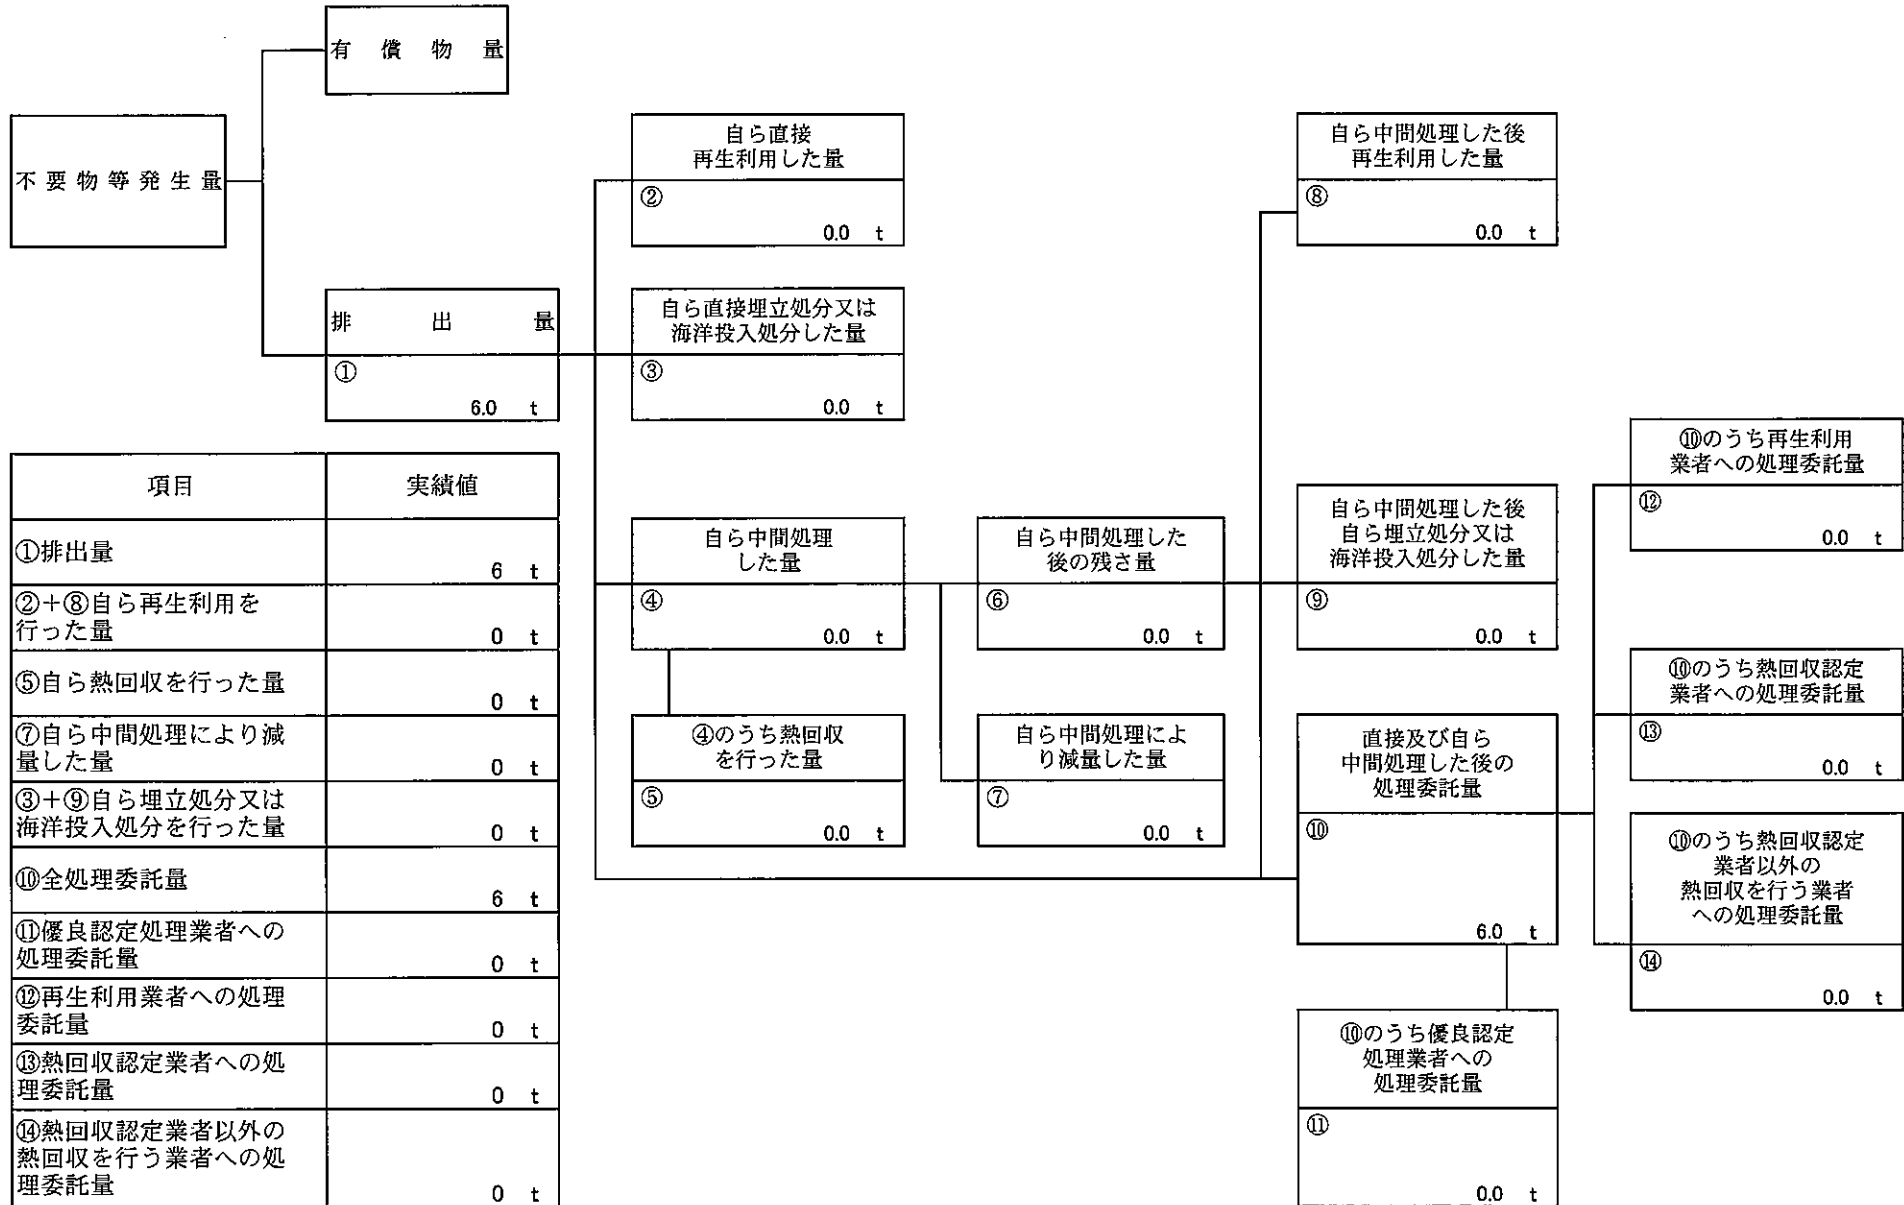 有償物量
不要物等発生量
自ら直接
再生利用した量
②
0.0 t
自ら中間処理した後
再生利用した量
⑧
0.0 t
排出量
①
6.0 t
自ら直接埋立処分又は
海洋投入処分した量
③
0.0 t
自ら中間処理
した量
④
0.0 t
自ら中間処理した
後の残さ量
⑥
0.0 t
自ら中間処理した後
自ら埋立処分又は
海洋投入処分した量
⑨
0.0 t
⑩のうち再生利用
業者への処理委託量
⑫
0.0 t
④のうち熱回収
を行った量
⑤
0.0 t
自ら中間処理によ
り減量した量
⑦
0.0 t
直接及び自ら
中間処理した後の
処理委託量
⑩
6.0 t
⑩のうち熱回収認定
業者への処理委託量
⑬
0.0 t
⑩のうち熱回収認定
業者以外の
熱回収を行う業者
への処理委託量
⑭
0.0 t
⑩のうち優良認定
処理業者への
処理委託量
⑪
0.0 t
項目 実績値
①排出量
6 t
②+⑧自ら再生利用を
行った量
0 t
⑤自ら熱回収を行った量
0 t
⑦自ら中間処理により減
量した量
0 t
③+⑨自ら埋立処分又は
海洋投入処分を行った量
0 t
⑩全処理委託量
6 t
⑪優良認定処理業者への
処理委託量
0 t
⑫再生利用業者への処理
委託量
0 t
⑬熱回収認定業者への処
理委託量
0 t
⑭熱回収認定業者以外の
熱回収を行う業者への処
理委託量
0 t